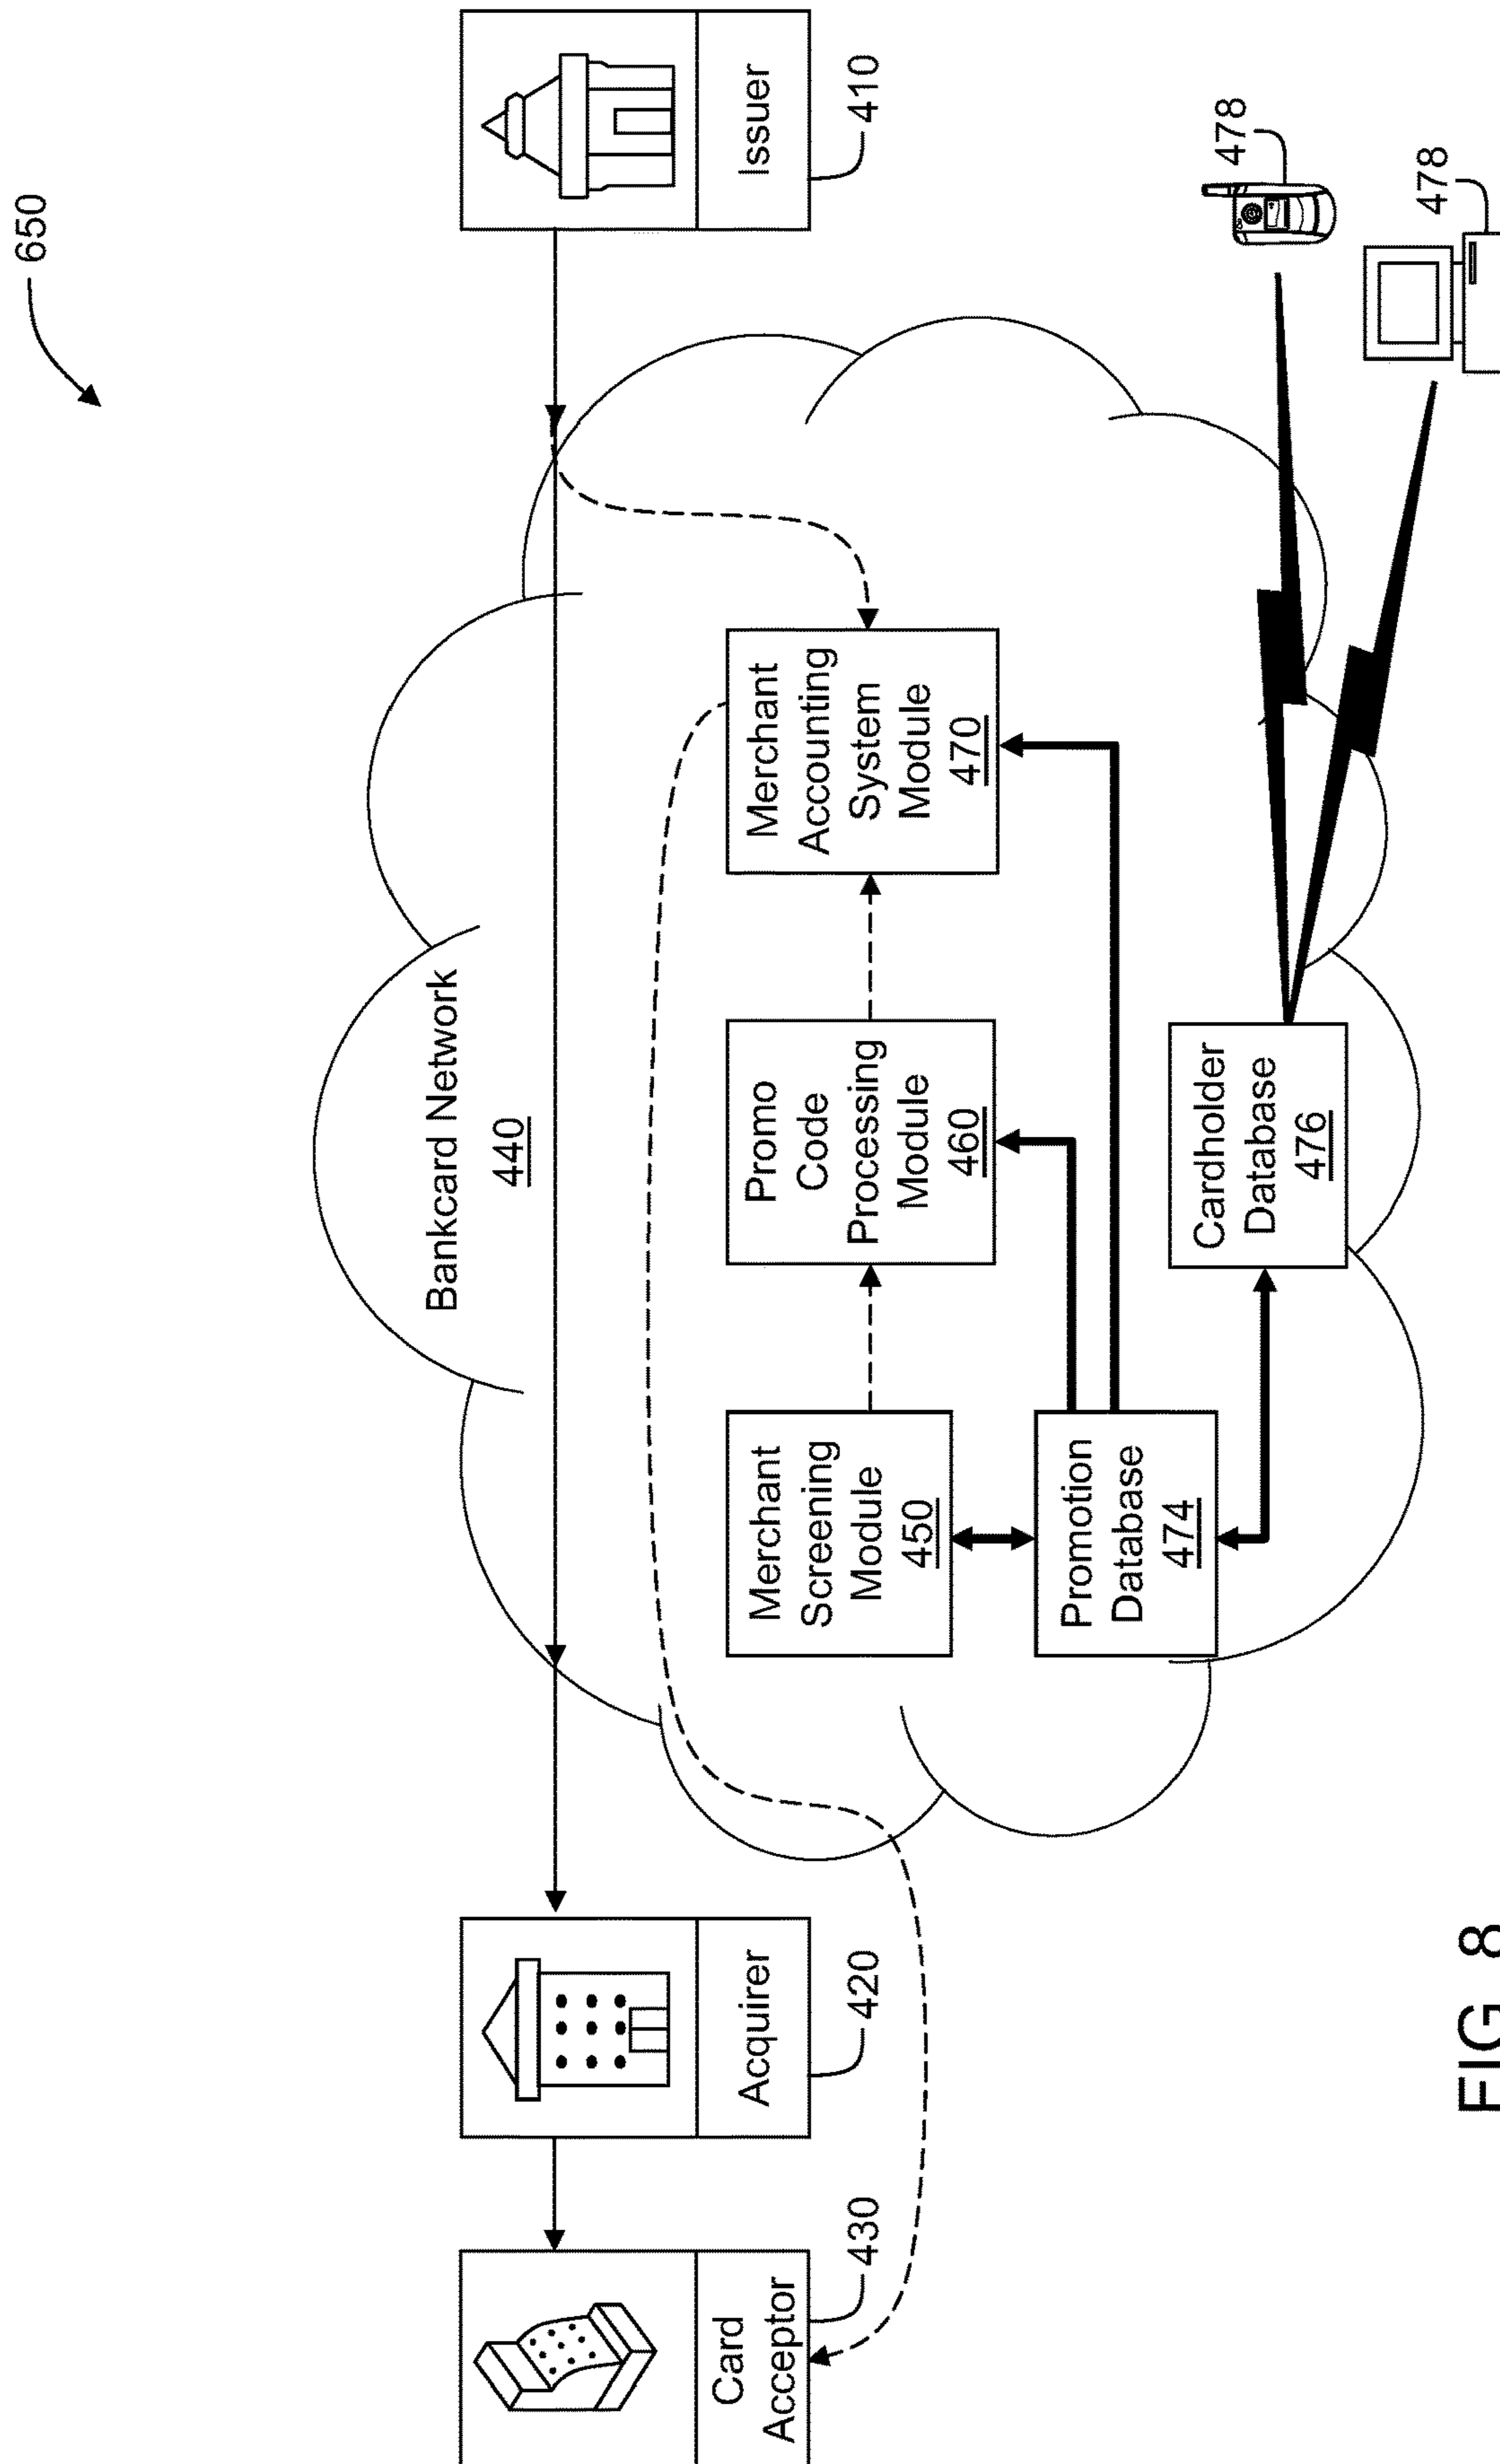 650
Card
Acceptor
430
Acquirer
420
Bankcard Network
440
Issuer
410
Merchant
Screening
Module
450
Promo
Code
Processing
Module
460
Merchant
Accounting
System
Module
470
Promotion
Database
474
Cardholder
Database
476
478
478
FIG. 8